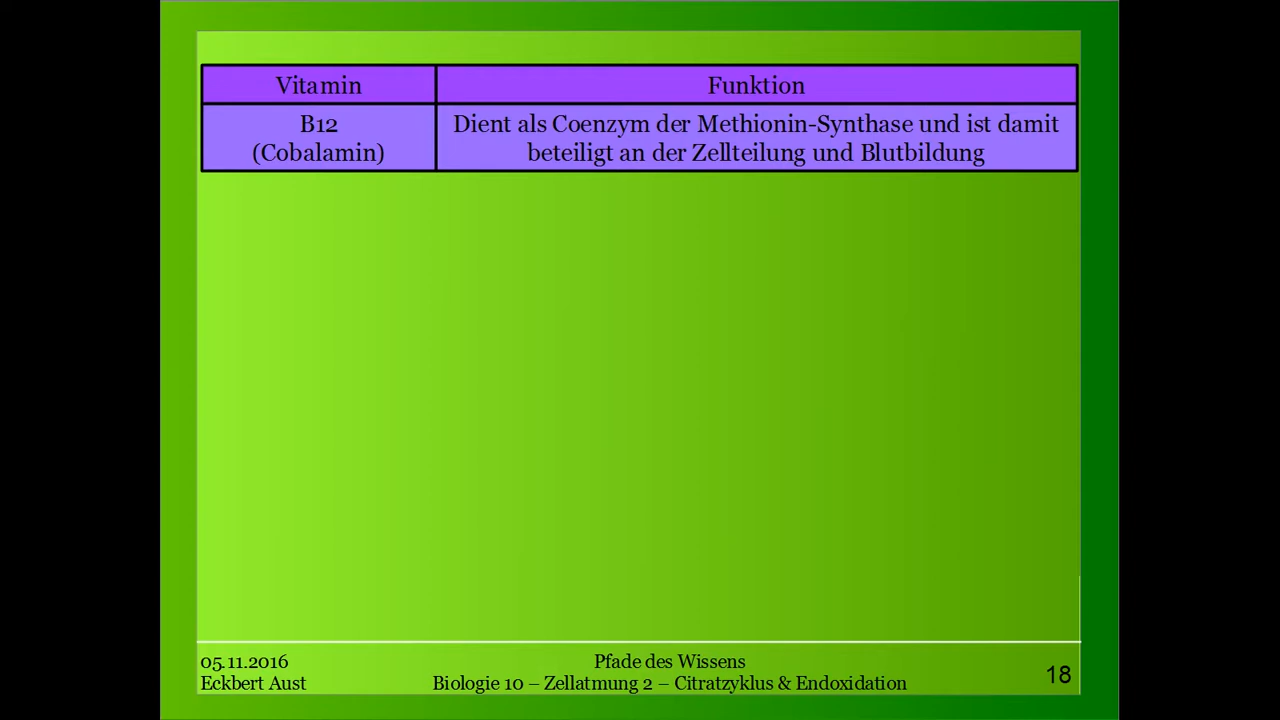 Vitamin
Funktion
B12
(Cobalamin)
Dient als Coenzym der Methionin-Synthase und ist damit
beteiligt an der Zellteilung und Blutbildung
05.11.2016
Eckbert Aust
Pfade des Wissens
Biologie 10 – Zellatmung 2 – Citratzyklus & Endoxidation
18